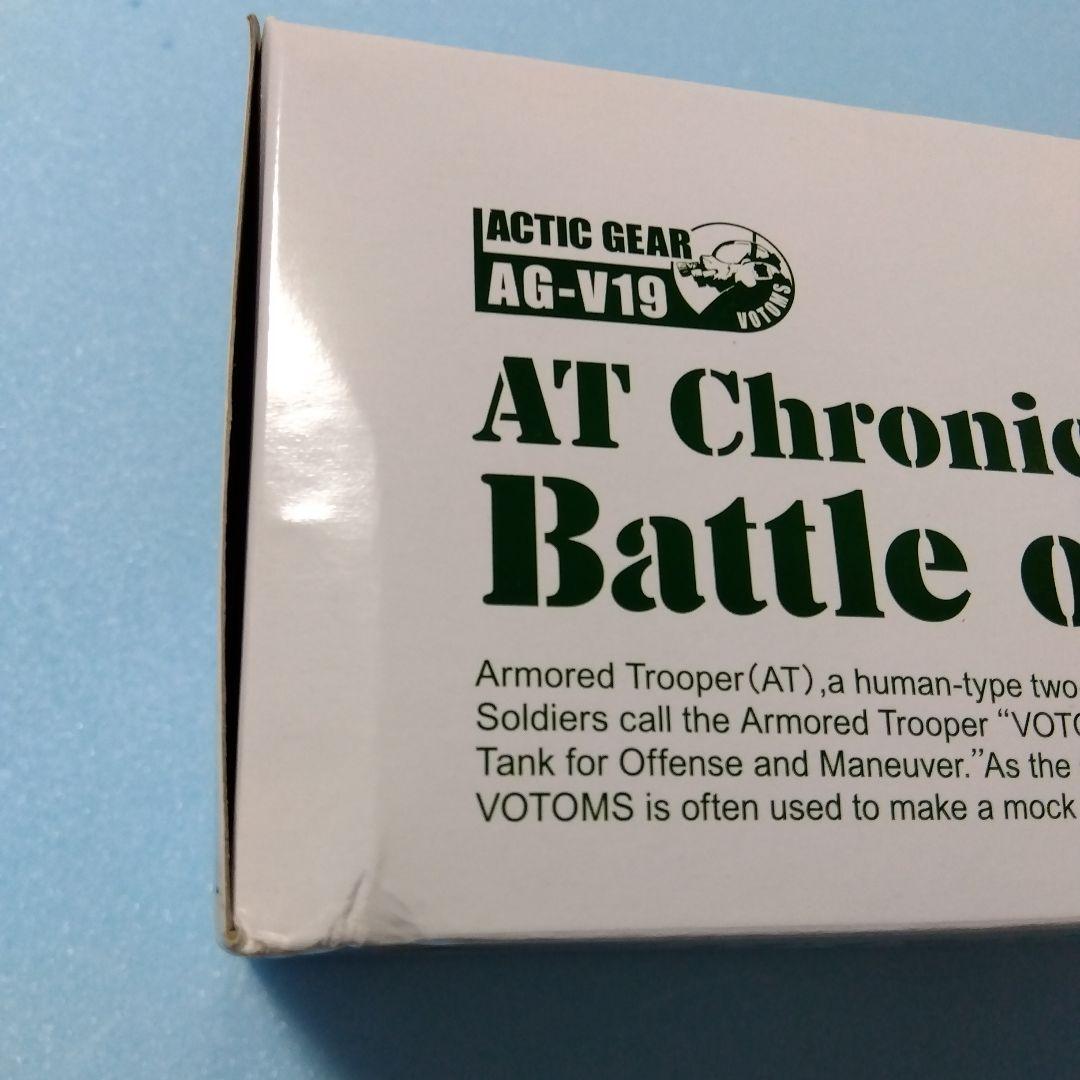 ACTIC GEAR
AG-V19
VOTOMS
AT Chronic
Battle o
Armored Trooper(AT),a human-type two
Soldiers call the Armored Trooper “VOTO
Tank for Offense and Maneuver.”As the
VOTOMS is often used to make a mock